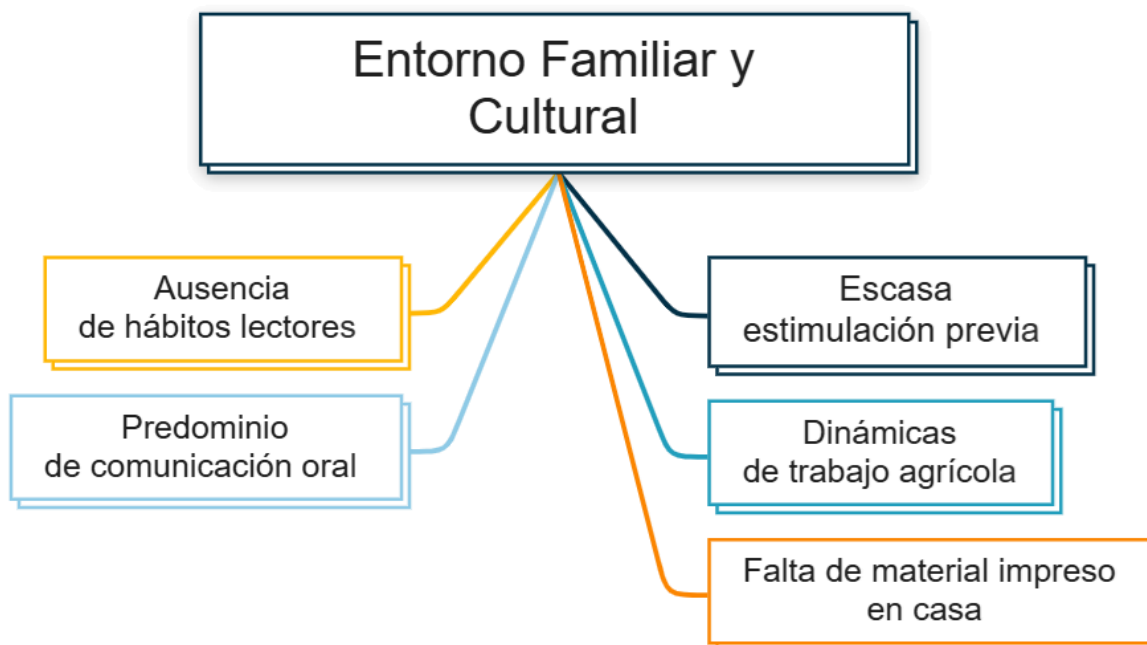 Entorno Familiar y
Cultural
Ausencia
de hábitos lectores
Predominio
de comunicación oral
Escasa
estimulación previa
Dinámicas
de trabajo agrícola
Falta de material impreso
en casa